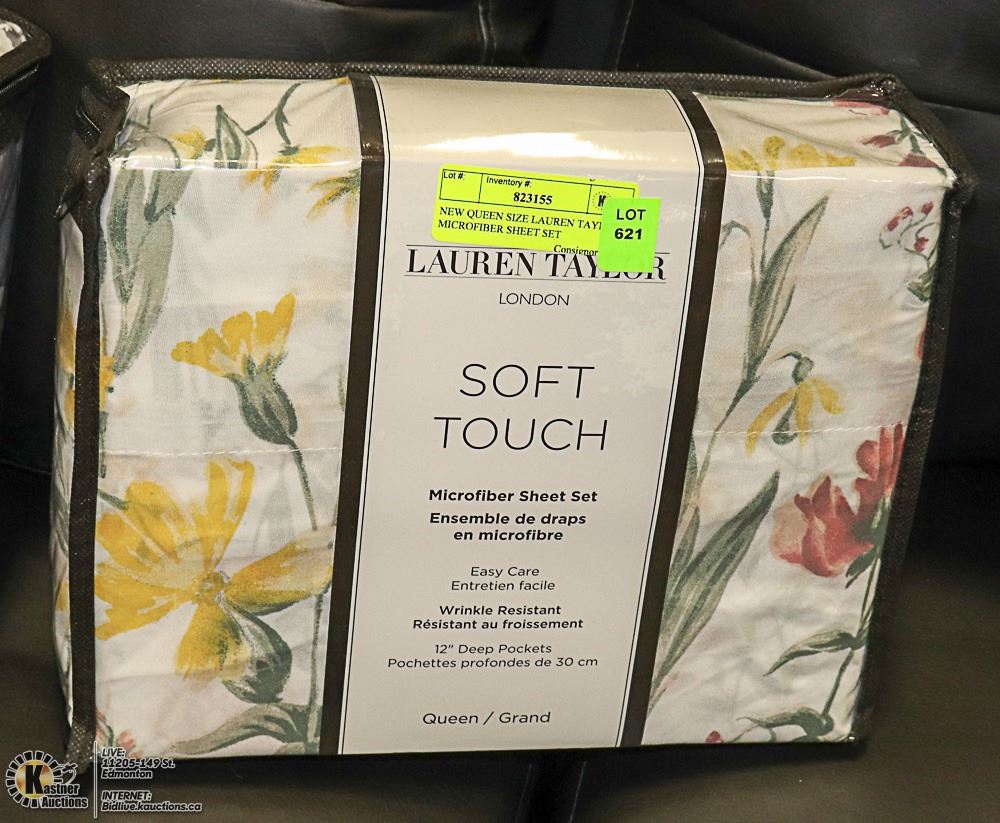 Lot #:
Inventory #:
823155
K
NEW QUEEN SIZE LAUREN
MICROFIBER SHEET SET
LOT
621
LAUREN TAYLOR
LONDON
SOFT
TOUCH
Microfiber Sheet Set
Ensemble de draps
en microfibre
Easy Care
Entretien facile
Wrinkle Resistant
Résistant au froissement
12" Deep Pockets
Pochettes profondes de 30 cm
Queen / Grand
Kastner
Auctions
LIVE:
11205-149 St.
Edmonton
INTERNET:
Bidlive.kauctions.ca